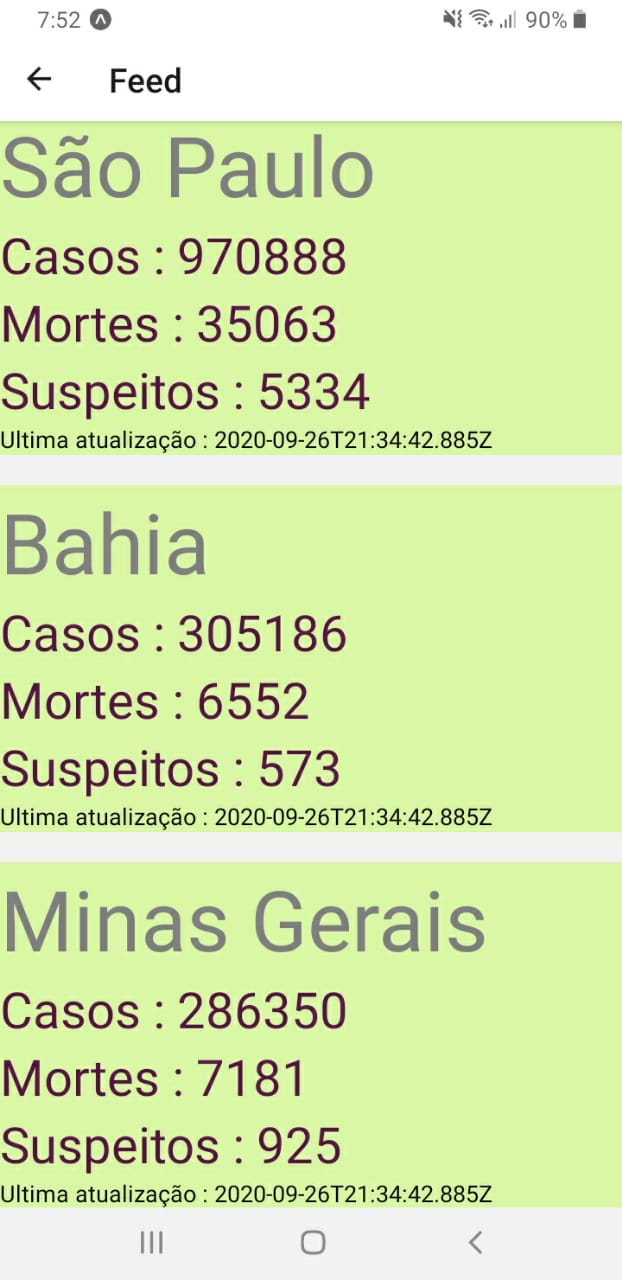 7:52 90%
Feed
São Paulo
Casos : 970888
Mortes : 35063
Suspeitos : 5334
Ultima atualização : 2020-09-26T21:34:42.885Z
Bahia
Casos : 305186
Mortes : 6552
Suspeitos : 573
Ultima atualização : 2020-09-26T21:34:42.885Z
Minas Gerais
Casos : 286350
Mortes : 7181
Suspeitos : 925
Ultima atualização : 2020-09-26T21:34:42.885Z